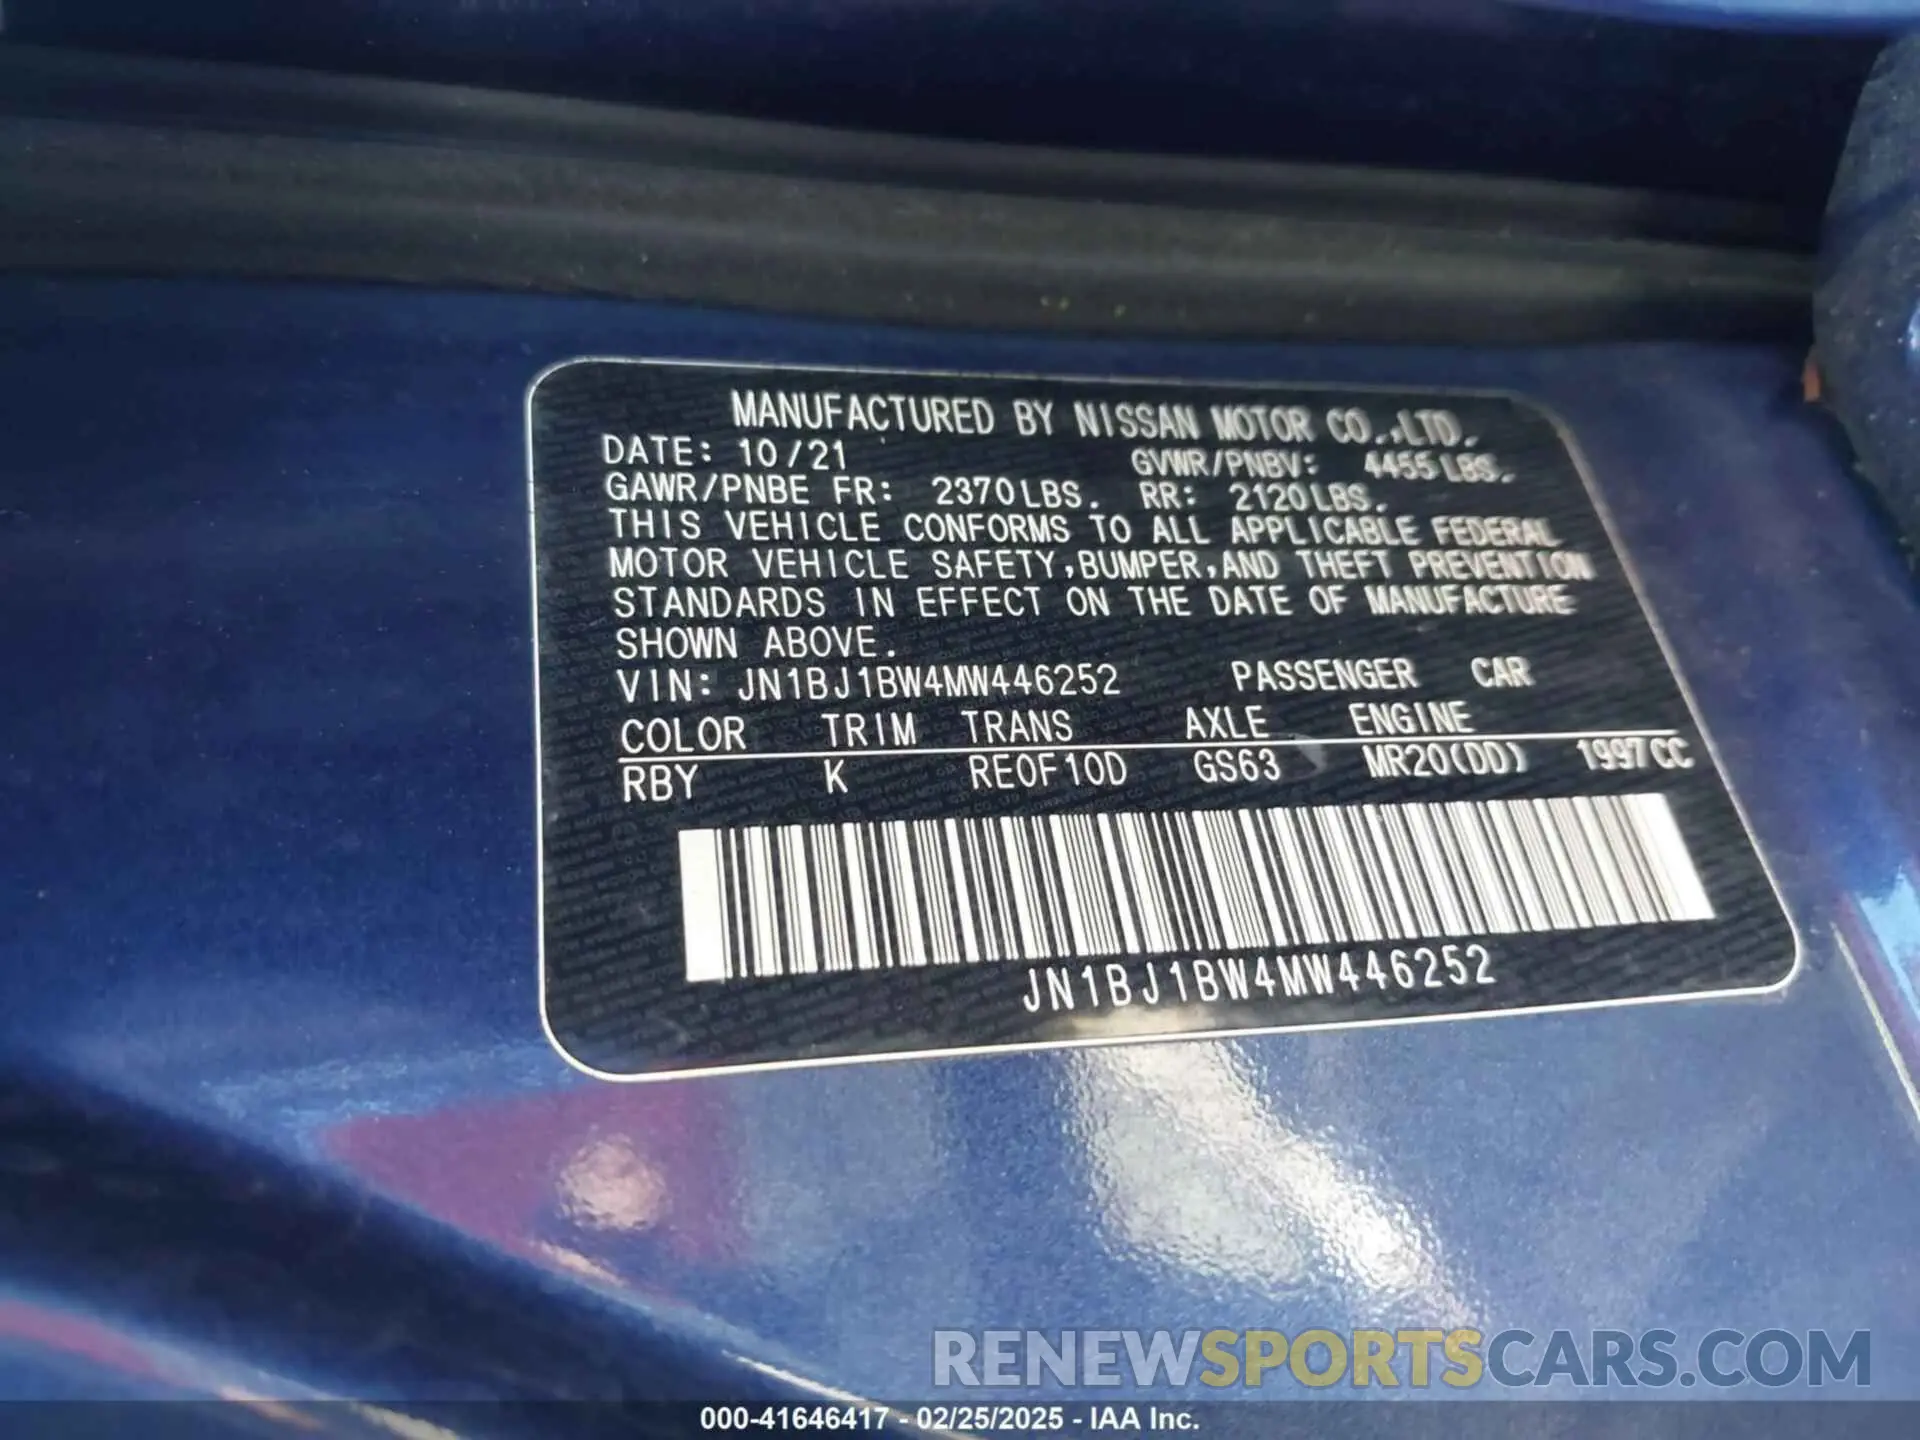 MANUFACTURED BY NISSAN MOTOR CO.,LTD.
DATE: 10/21 GVWR/PNBV: 4455LBS.
GAWR/PNBE FR: 2370LBS. RR: 2120LBS.
THIS VEHICLE CONFORMS TO ALL APPLICABLE FEDERAL
MOTOR VEHICLE SAFETY,BUMPER,AND THEFT PREVENTION
STANDARDS IN EFFECT ON THE DATE OF MANUFACTURE
SHOWN ABOVE.
VIN: JN1BJ1BW4MW446252 PASSENGER CAR
COLOR TRIM TRANS AXLE ENGINE
RBY K RE0F10D GS63 MR20(DD) 1997CC
JN1BJ1BW4MW446252
RENEWSPORTSCARS.COM
000-41646417 - 02/25/2025 - IAA Inc.